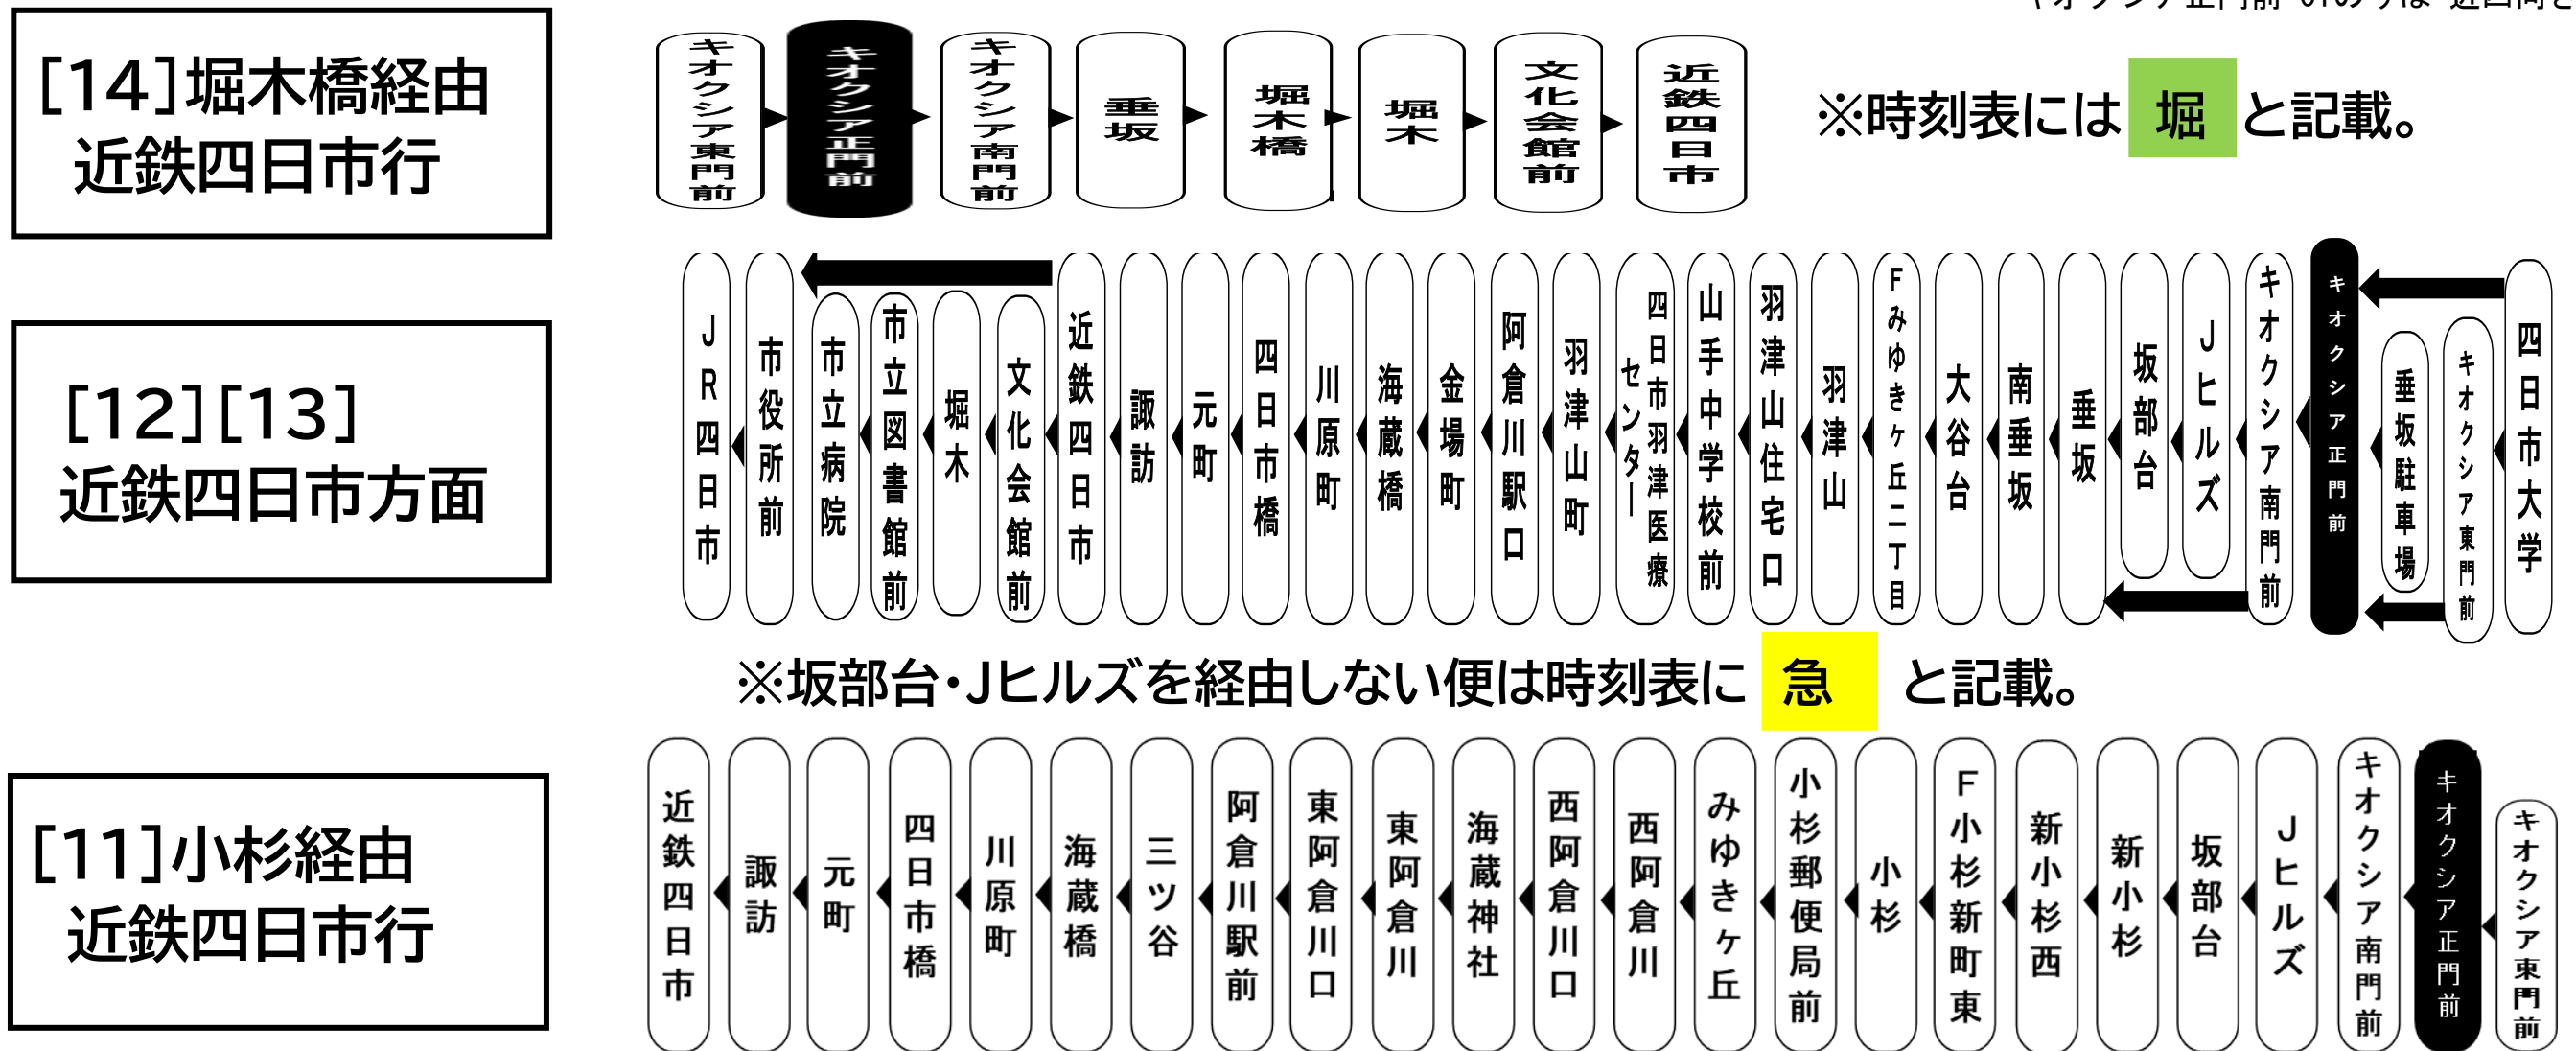 [14]堀木橋経由
近鉄四日市行
キオクシア東門前
キオクシア正門前
キオクシア南門前
垂坂
堀木橋
堀木
文化会館前
近鉄四日市
※時刻表には 堀 と記載。
[12][13]
近鉄四日市方面
四日市大学
キオクシア東門前
垂坂駐車場
キオクシア正門前
キオクシア南門前
Jヒルズ
坂部台
垂坂
南垂坂
大谷台
Fみゆきヶ丘二丁目
羽津山
羽津山住宅口
山手中学校前
四日市羽津医療
センター
羽津山町
阿倉川駅口
金場町
海蔵橋
川原町
四日市橋
元町
諏訪
近鉄四日市
文化会館前
堀木
市立図書館前
市立病院
市役所前
JR四日市
※坂部台・Jヒルズを経由しない便は時刻表に 急 と記載。
[11]小杉経由
近鉄四日市行
キオクシア東門前
キオクシア正門前
キオクシア南門前
Jヒルズ
坂部台
新小杉
新小杉西
F小杉新町東
小杉
小杉郵便局前
みゆきヶ丘
西阿倉川
西阿倉川口
海蔵神社
東阿倉川
東阿倉川口
阿倉川駅前
三ツ谷
海蔵橋
川原町
四日市橋
元町
諏訪
近鉄四日市